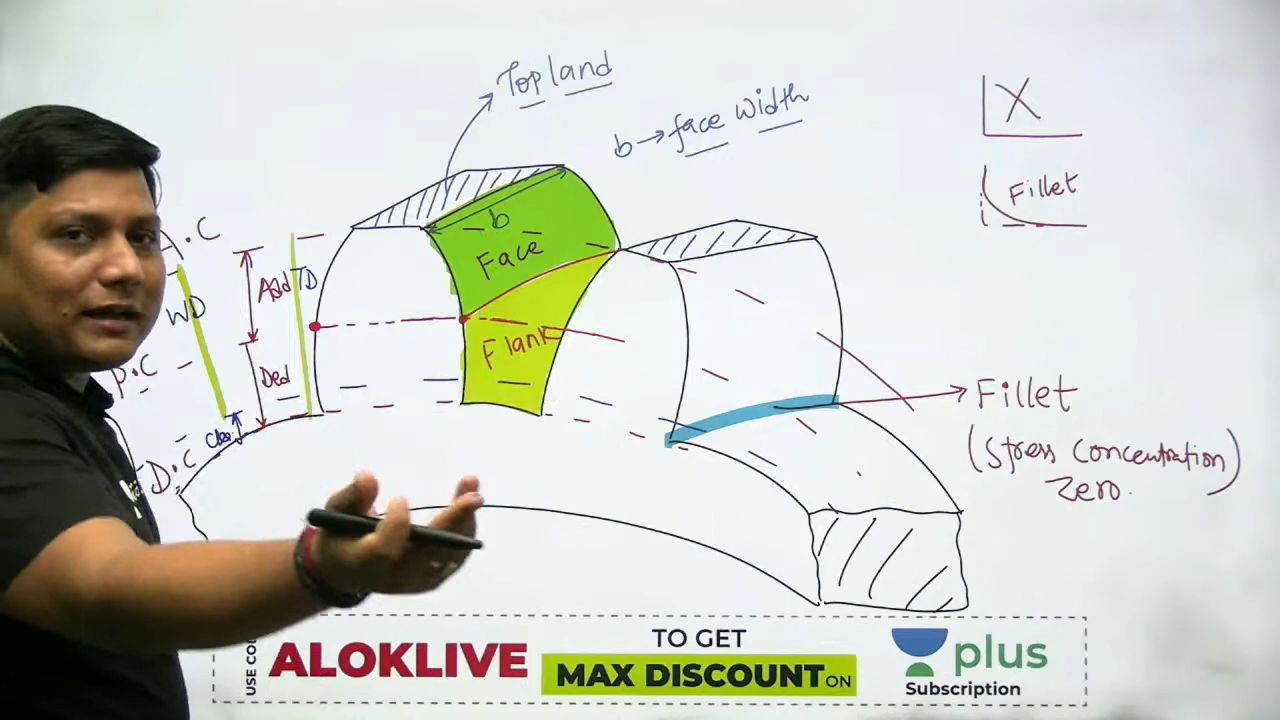 Top land
b → face width
X
Fillet
A.C
Add
TD
WD
b
Face
Flank
P.C
Ded
D.C
Fillet
(Stress Concentration)
Zero.
ALOKLIVE
TO GET
MAX DISCOUNT ON
plus
Subscription